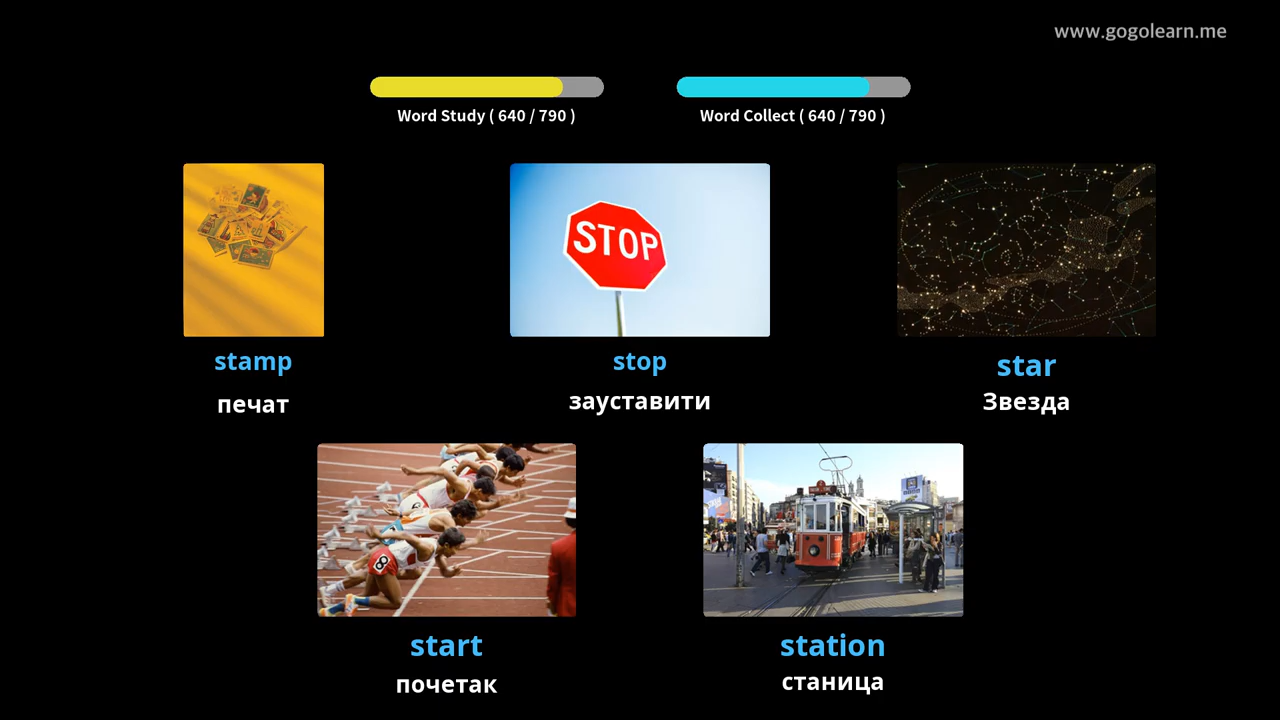 www.gogolearn.me
Word Study ( 640 / 790 )
Word Collect ( 640 / 790 )
STOP
stamp
stop
star
печат
зауставити
Звезда
8
start
station
почетак
станица